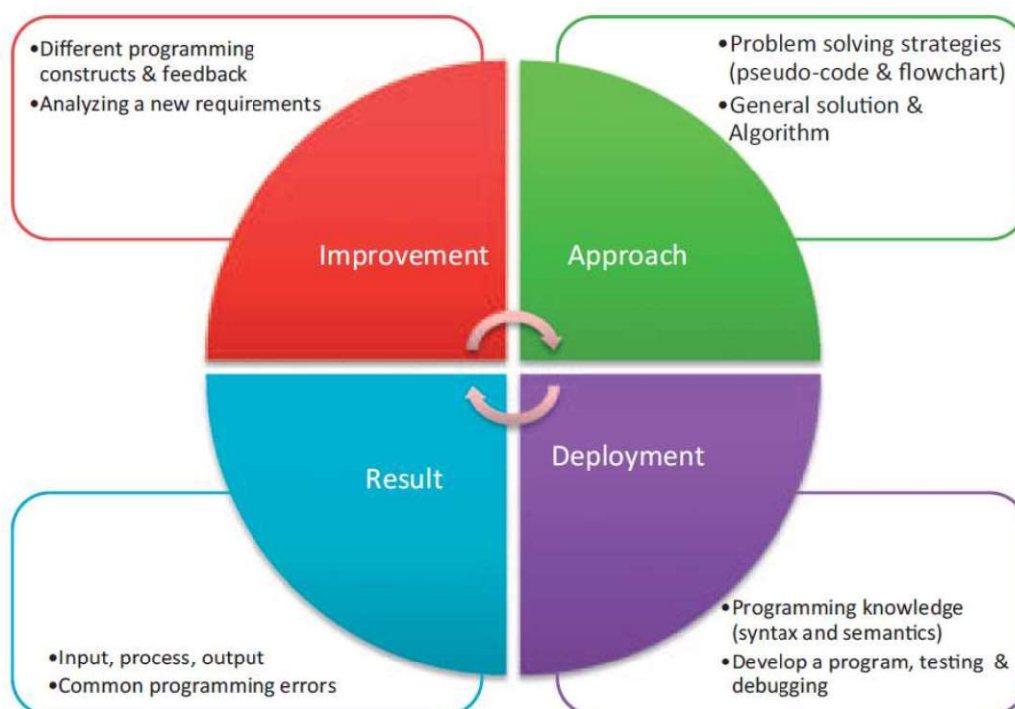 •Different programming
constructs & feedback
•Analyzing a new requirements
•Problem solving strategies
(pseudo-code & flowchart)
•General solution &
Algorithm
Improvement
Approach
Result
Deployment
•Input, process, output
•Common programming errors
•Programming knowledge
(syntax and semantics)
•Develop a program, testing &
debugging